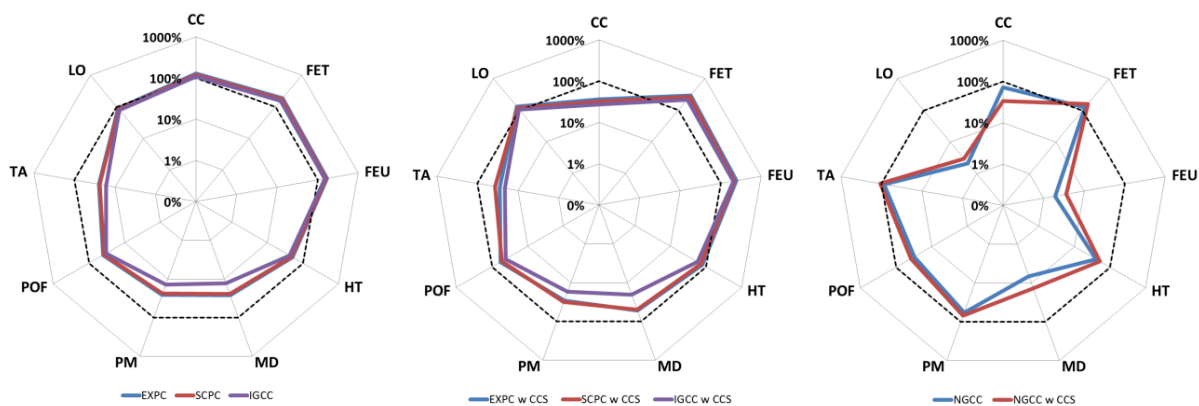 CC
1000%
100%
10%
1%
0%
LO
FET
TA
FEU
POF
HT
PM
MD
EXPC SCPC IGCC
CC
1000%
100%
10%
1%
0%
LO
FET
TA
FEU
POF
HT
PM
MD
EXPC w CCS SCPC w CCS IGCC w CCS
CC
1000%
100%
10%
1%
0%
LO
FET
TA
FEU
POF
HT
PM
MD
NGCC NGCC w CCS